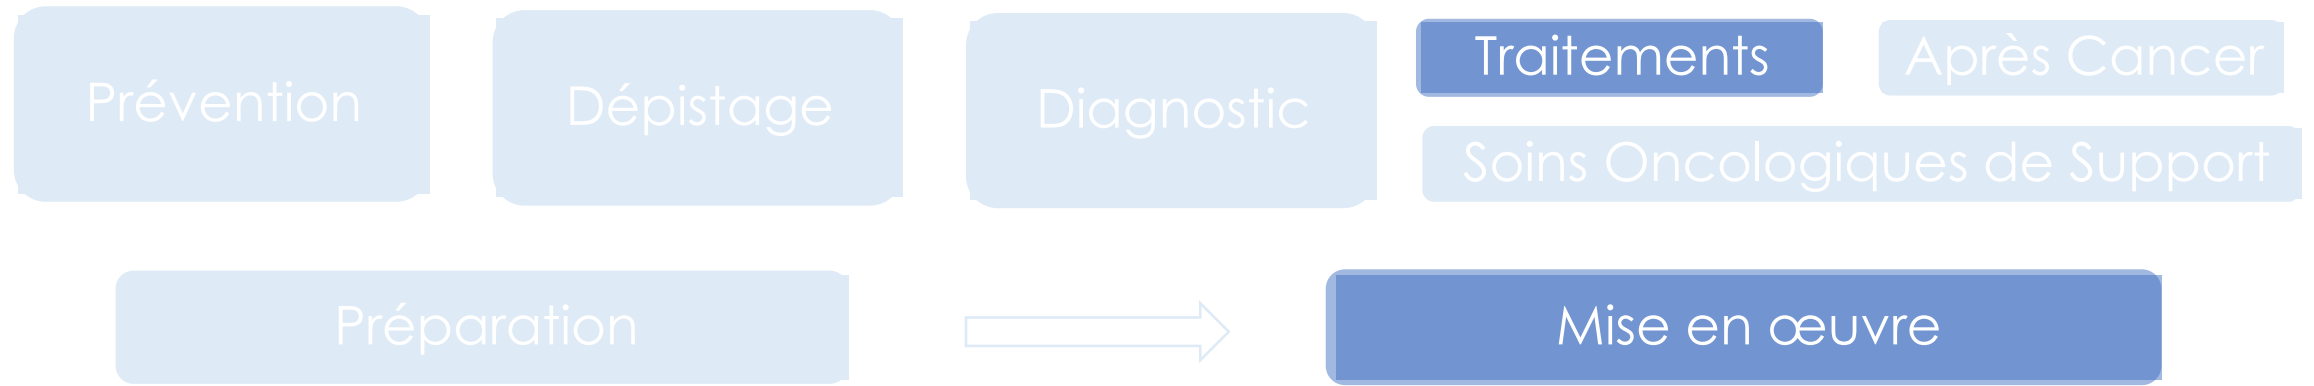 Prévention
Dépistage
Diagnostic
Traitements
Après Cancer
Soins Oncologiques de Support
Préparation
Mise en œuvre